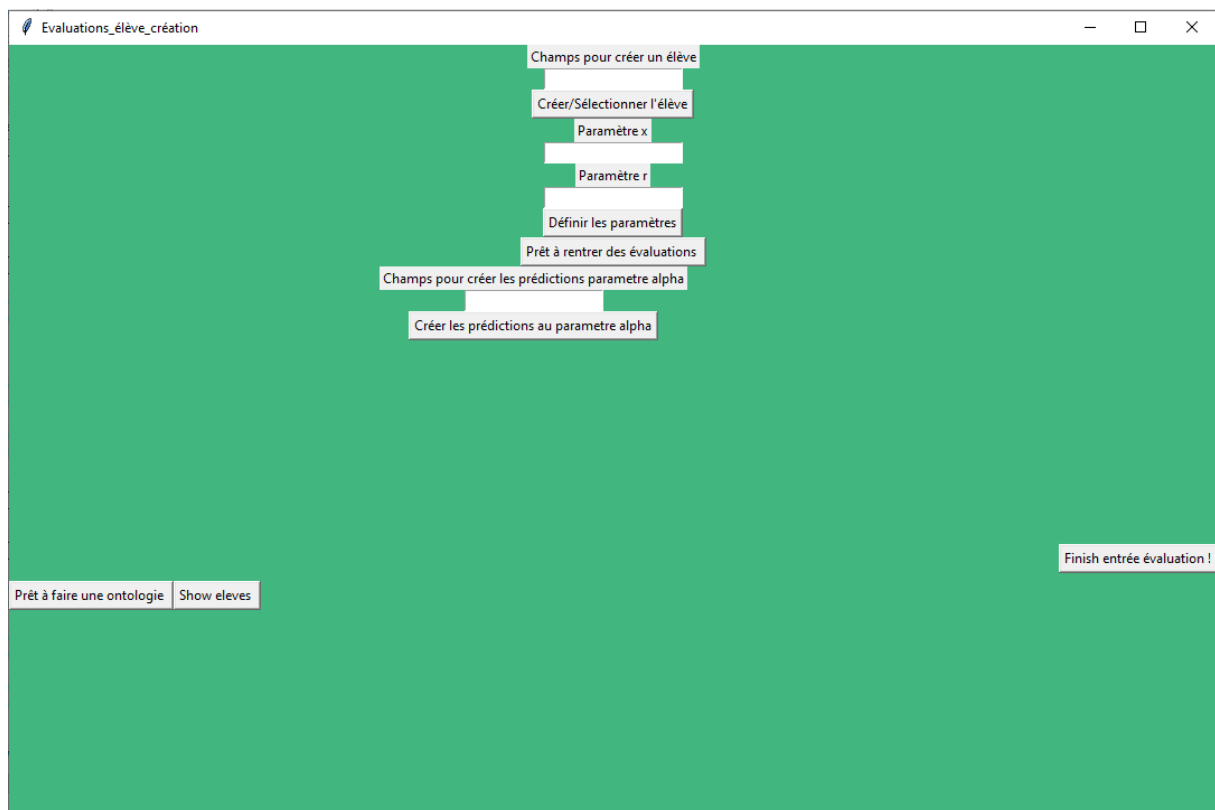 Evaluations_élève_création
Champs pour créer un élève
Créer/Sélectionner l'élève
Paramètre x
Paramètre r
Définir les paramètres
Prêt à rentrer des évaluations
Champs pour créer les prédictions parametre alpha
Créer les prédictions au parametre alpha
Finish entrée évaluation !
Prêt à faire une ontologie Show eleves